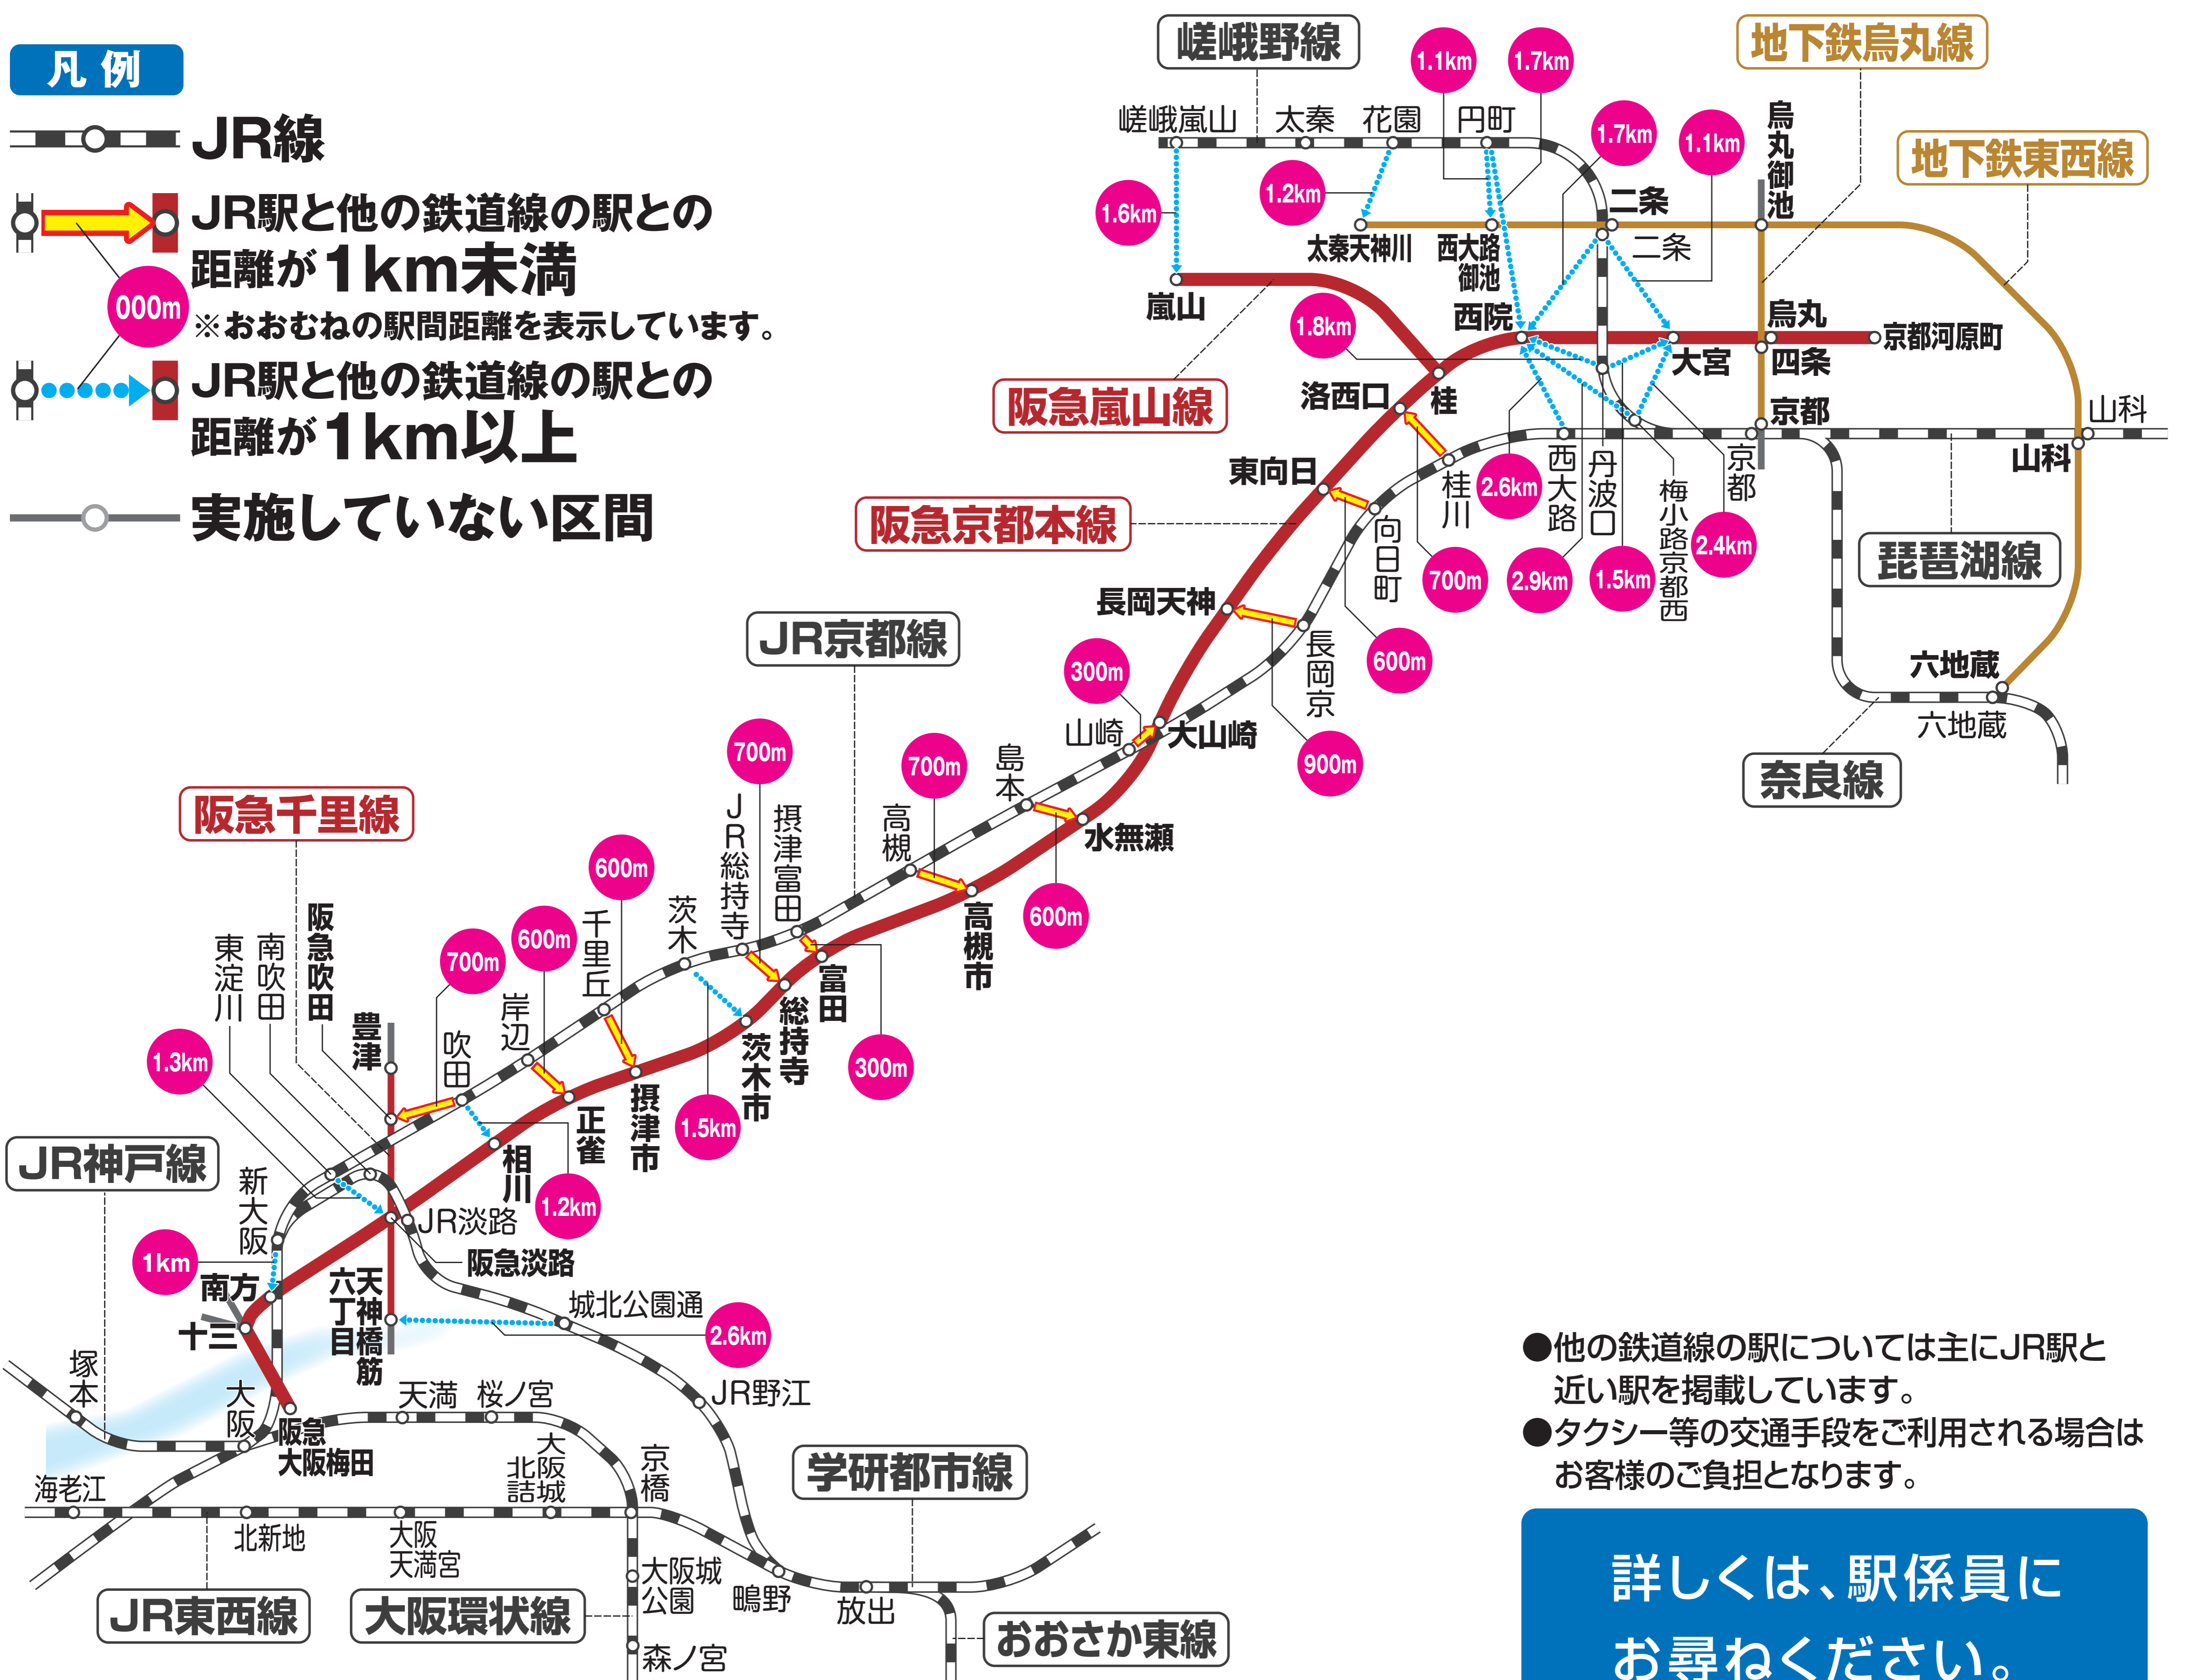 凡例
JR線
JR駅と他の鉄道線の駅との
距離が1km未満
000m
※おおむねの駅間距離を表示しています。
JR駅と他の鉄道線の駅との
距離が1km以上
実施していない区間
嵯峨野線
1.1km
1.7km
地下鉄烏丸線
嵯峨嵐山
太秦
花園
円町
1.7km
1.1km
烏丸御池
地下鉄東西線
1.6km
1.2km
二条
二条
太秦天神川
西大路
御池
嵐山
西院
1.8km
烏丸
京都河原町
大宮
四条
阪急嵐山線
洛西口
桂
京都
山科
山科
東向日
桂川
2.6km
西大路
丹波口
梅小路京都西
京都
2.4km
阪急京都本線
向日町
700m
2.9km
1.5km
琵琶湖線
長岡天神
長岡京
600m
JR京都線
300m
六地蔵
六地蔵
山崎
大山崎
900m
奈良線
700m
700m
島本
水無瀬
阪急千里線
JR総持寺
摂津富田
高槻
600m
600m
茨木
高槻市
千里丘
600m
700m
岸辺
東淀川
南吹田
阪急吹田
富田
総持寺
茨木市
300m
豊津
吹田
1.3km
摂津市
1.5km
正雀
相川
1.2km
JR神戸線
新大阪
JR淡路
阪急淡路
1km
南方
十三
天神橋筋
六丁目
城北公園通
2.6km
塚本
大阪
天満
桜ノ宮
JR野江
阪急
大阪梅田
大阪城
北詰
京橋
学研都市線
海老江
北新地
大阪
天満宮
大阪城
公園
鴫野
放出
JR東西線
大阪環状線
おおさか東線
森ノ宮
●他の鉄道線の駅については主にJR駅と
近い駅を掲載しています。
●タクシー等の交通手段をご利用される場合は
お客様のご負担となります。
詳しくは、駅係員に
お尋ねください。